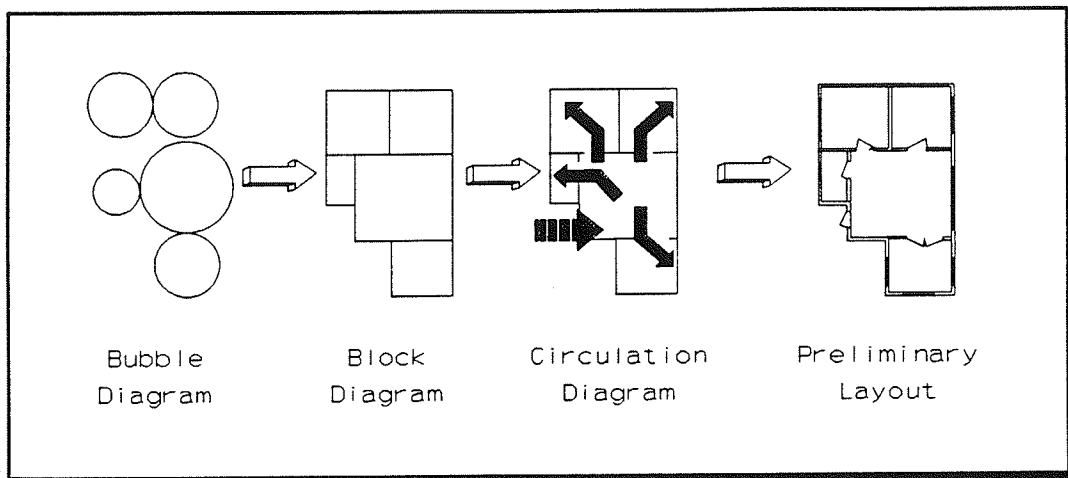 Bubble
Diagram
Block
Diagram
Circulation
Diagram
Preliminary
Layout